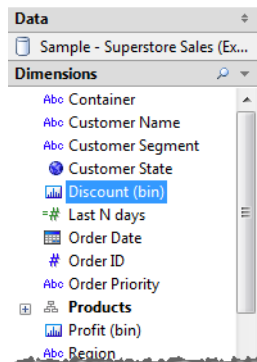 Data
Sample - Superstore Sales (Ex...
Dimensions
Abc Container
Abc Customer Name
Abc Customer Segment
Customer State
Discount (bin)
=# Last N days
Order Date
# Order ID
Abc Order Priority
Products
Profit (bin)
Abc Region